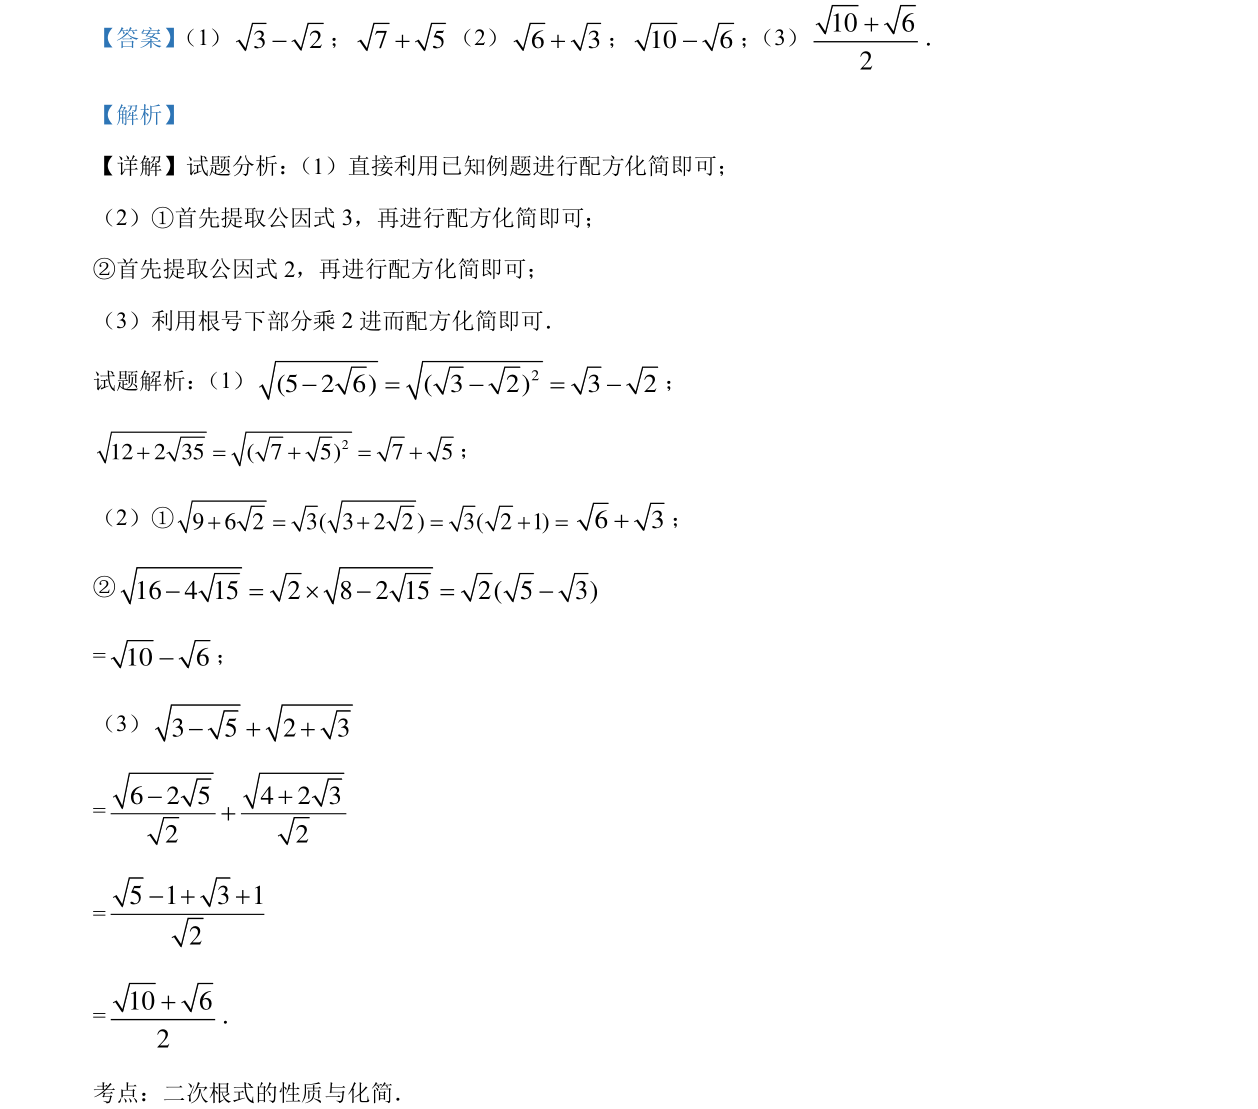 【答案】（1）√3－√2；√7＋√5（2）√6＋√3；√10－√6；（3）(√10＋√6)/2．
【解析】
【详解】试题分析：（1）直接利用已知例题进行配方化简即可；
（2）①首先提取公因式 3，再进行配方化简即可；
②首先提取公因式 2，再进行配方化简即可；
（3）利用根号下部分乘 2 进而配方化简即可．
试题解析：（1）√((5－2√6))＝√((√3－√2)²)＝√3－√2；
√(12＋2√35)＝√((√7＋√5)²)＝√7＋√5；
（2）①√(9＋6√2)＝√3(√(3＋2√2))＝√3(√2＋1)＝√6＋√3；
②√(16－4√15)＝√2×√(8－2√15)＝√2(√5－√3)
=√10－√6；
（3）√(3－√5)＋√(2＋√3)
=√(6－2√5)/√2＋√(4＋2√3)/√2
=(√5－1＋√3＋1)/√2
=(√10＋√6)/2．
考点：二次根式的性质与化简．